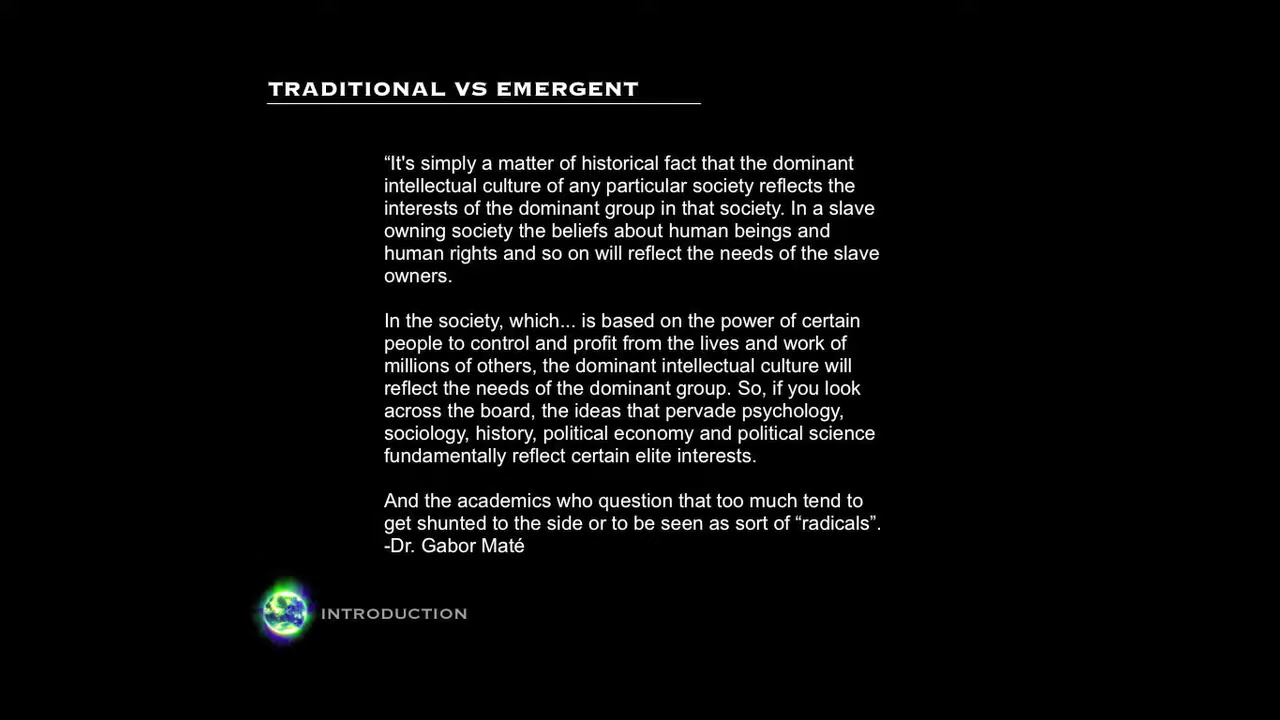 TRADITIONAL VS EMERGENT
“It's simply a matter of historical fact that the dominant
intellectual culture of any particular society reflects the
interests of the dominant group in that society. In a slave
owning society the beliefs about human beings and
human rights and so on will reflect the needs of the slave
owners.
In the society, which... is based on the power of certain
people to control and profit from the lives and work of
millions of others, the dominant intellectual culture will
reflect the needs of the dominant group. So, if you look
across the board, the ideas that pervade psychology,
sociology, history, political economy and political science
fundamentally reflect certain elite interests.
And the academics who question that too much tend to
get shunted to the side or to be seen as sort of “radicals”.
-Dr. Gabor Maté
INTRODUCTION